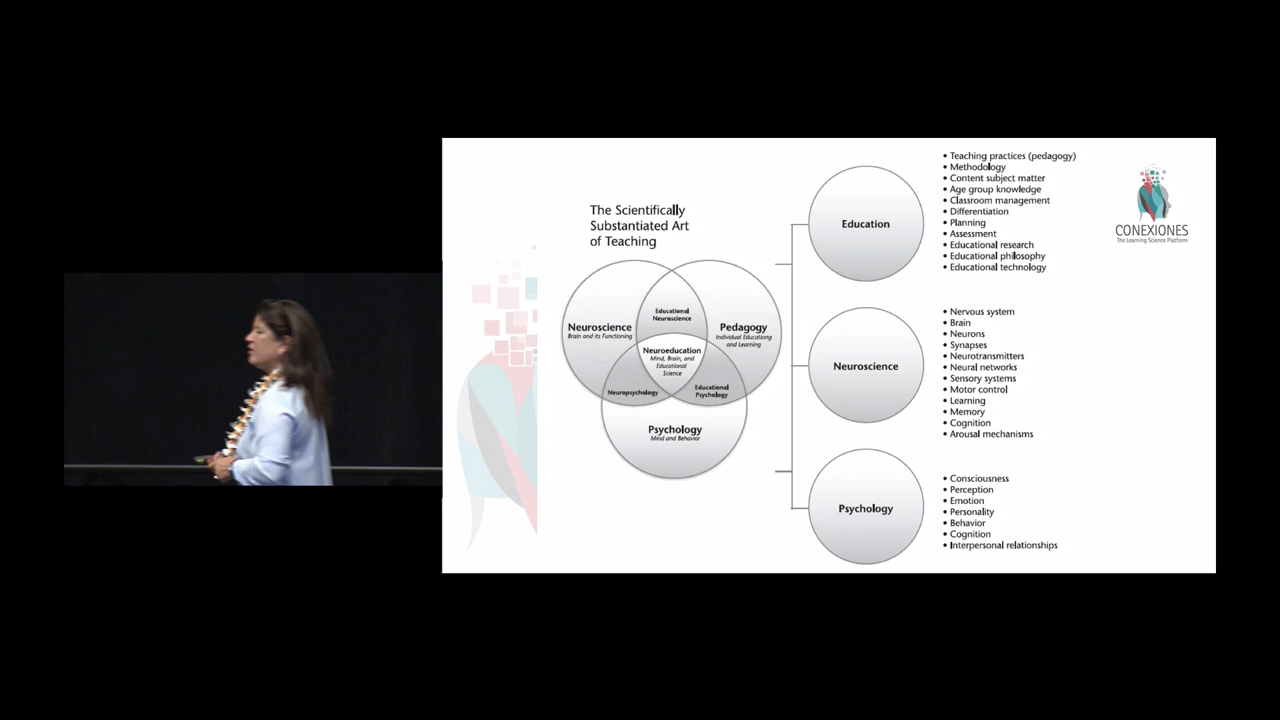 The Scientifically
Substantiated Art
of Teaching
Neuroscience
Brain and Its Functioning
Educational
Neuroscience
Pedagogy
Individual Educationg
and Learning
Neuroeducation
Mind, Brain, and
Educational
Science
Neuropsychology
Educational
Psychology
Psychology
Mind and Behavior
Education
• Teaching practices (pedagogy)
• Methodology
• Content subject matter
• Age group knowledge
• Classroom management
• Differentiation
• Planning
• Assessment
• Educational research
• Educational philosophy
• Educational technology
Neuroscience
• Nervous system
• Brain
• Neurons
• Synapses
• Neurotransmitters
• Neural networks
• Sensory systems
• Motor control
• Learning
• Memory
• Cognition
• Arousal mechanisms
Psychology
• Consciousness
• Perception
• Emotion
• Personality
• Behavior
• Cognition
• Interpersonal relationships
CONEXIONES
The Learning Science Platform